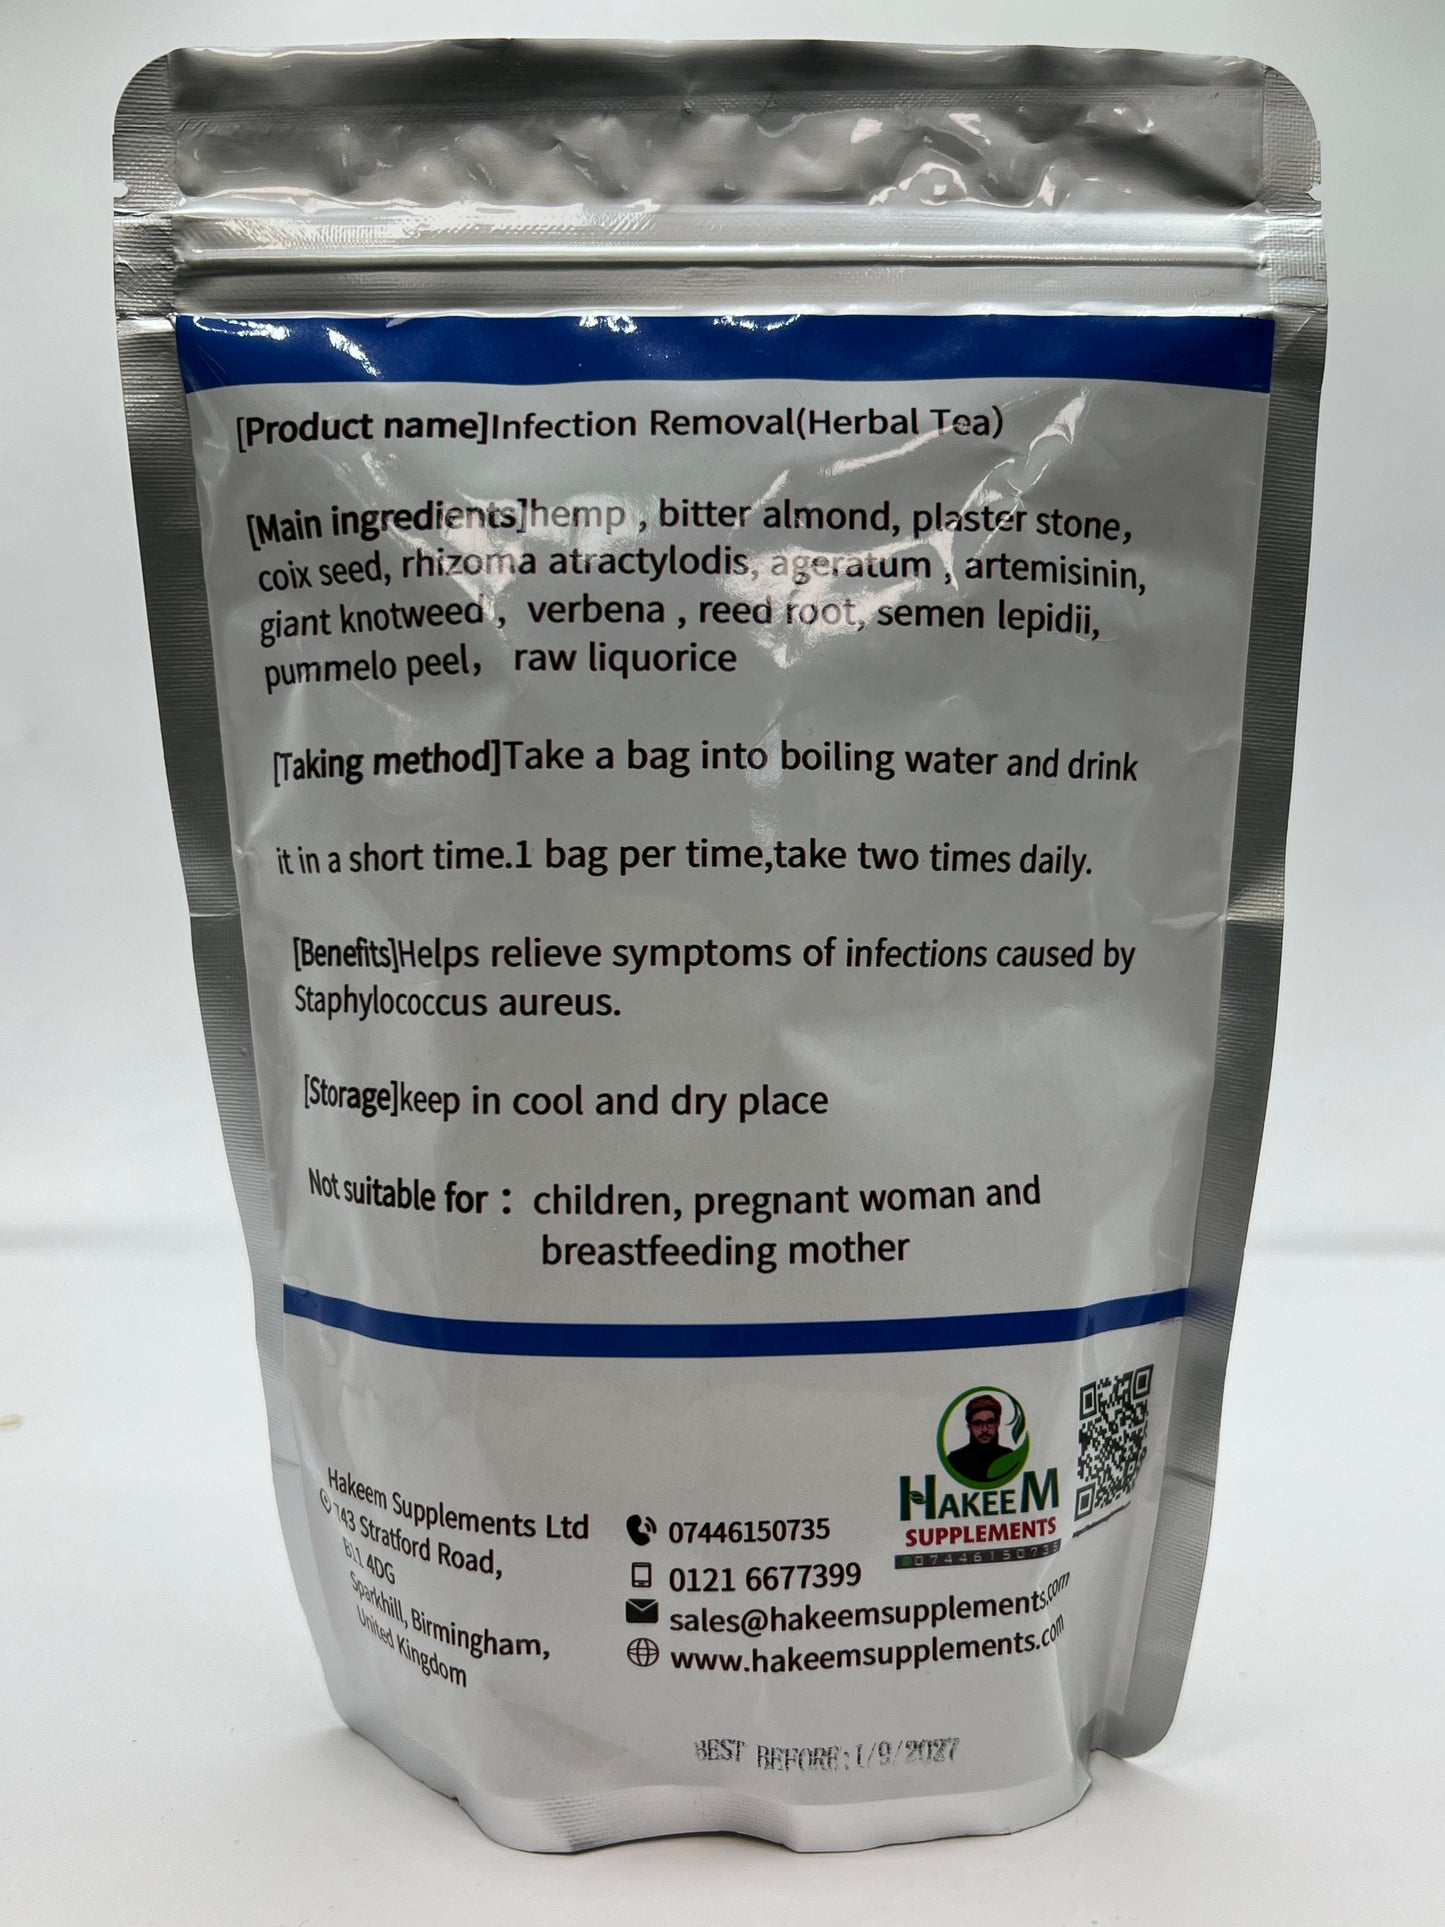 [Product name]Infection Removal(Herbal Tea)
[Main ingredients]hemp , bitter almond, plaster stone,
coix seed, rhizoma atractylodis, ageratum , artemisinin,
giant knotweed , verbena , reed root, semen lepidii,
pummelo peel, raw liquorice
[Taking method]Take a bag into boiling water and drink
it in a short time.1 bag per time,take two times daily.
[Benefits]Helps relieve symptoms of infections caused by
Staphylococcus aureus.
[Storage]keep in cool and dry place
Not suitable for : children, pregnant woman and
breastfeeding mother
Hakeem Supplements Ltd
743 Stratford Road,
B11 4DG
Sparkhill, Birmingham,
United Kingdom
07446150735
0121 6677399
sales@hakeemsupplements.com
www.hakeemsupplements.com
HAKEEM
SUPPLEMENTS
07446150735
BEST BEFORE:1/9/2027